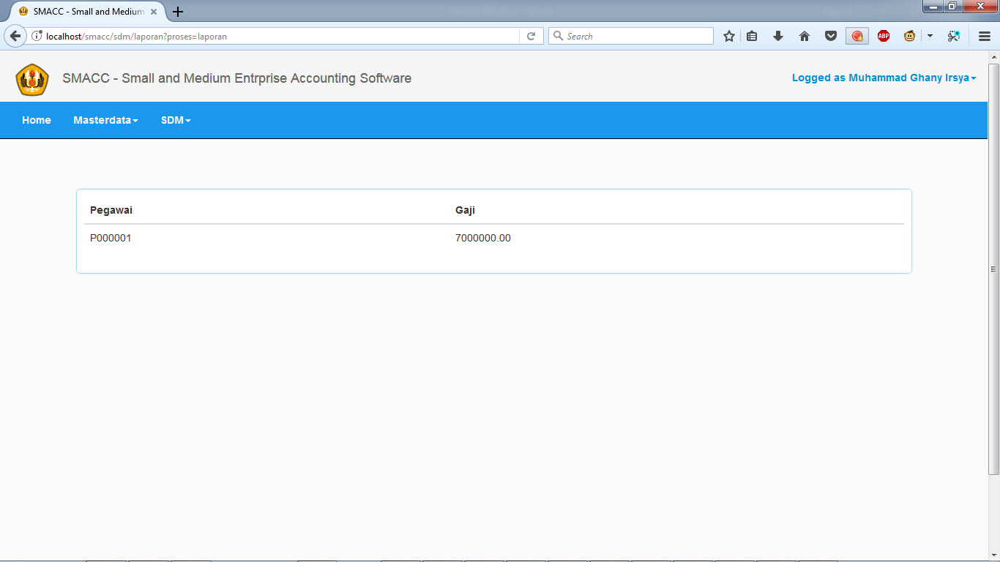 SMACC - Small and Medium
localhost/smacc/sdm/laporan?proses=laporan
Search
ABP
SMACC - Small and Medium Entrprise Accounting Software
Logged as Muhammad Ghany Irsya
Home Masterdata SDM
Pegawai Gaji
P000001 7000000.00